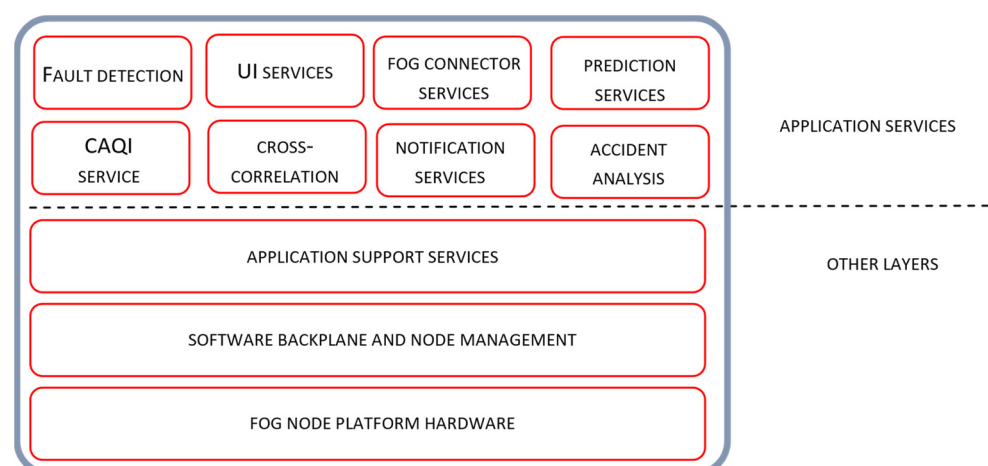 FAULT DETECTION
UI SERVICES
FOG CONNECTOR
SERVICES
PREDICTION
SERVICES
APPLICATION SERVICES
CAQI
SERVICE
CROSS-
CORRELATION
NOTIFICATION
SERVICES
ACCIDENT
ANALYSIS
APPLICATION SUPPORT SERVICES
OTHER LAYERS
SOFTWARE BACKPLANE AND NODE MANAGEMENT
FOG NODE PLATFORM HARDWARE